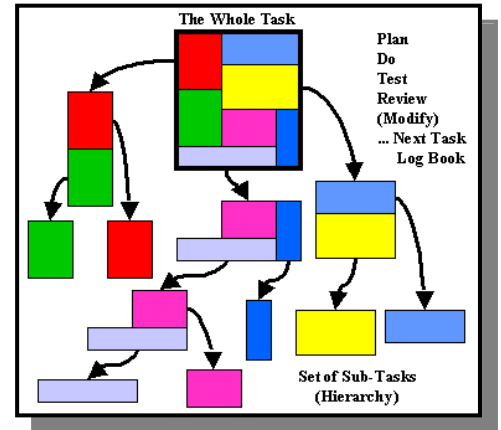 The Whole Task
Plan
Do
Test
Review
(Modify)
... Next Task
Log Book
Set of Sub-Tasks
(Hierarchy)